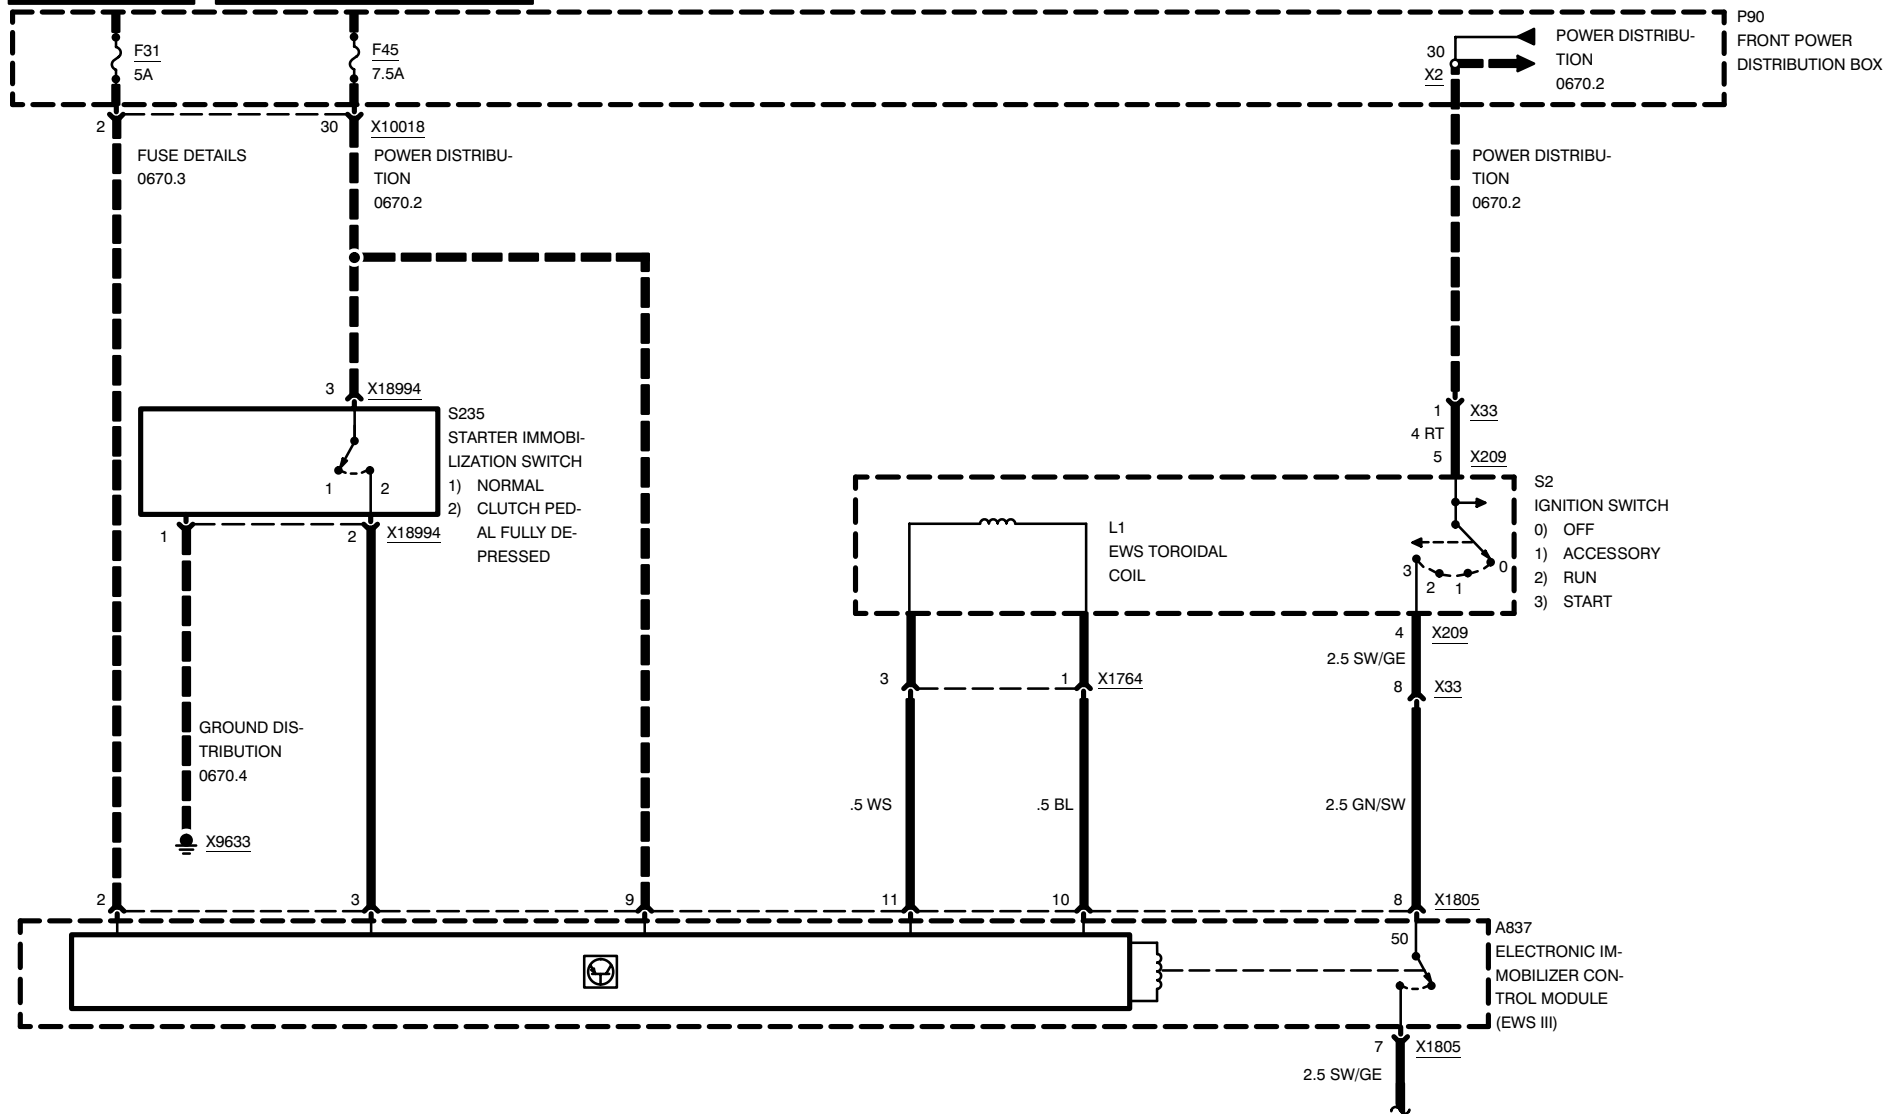 P90
FRONT POWER
DISTRIBUTION BOX
F31
5A
F45
7.5A
30
X2
POWER DISTRIBU-
TION
0670.2
2
30
X10018
FUSE DETAILS
0670.3
POWER DISTRIBU-
TION
0670.2
POWER DISTRIBU-
TION
0670.2
3
X18994
S235
STARTER IMMOBI-
LIZATION SWITCH
1) NORMAL
2) CLUTCH PED-
AL FULLY DE-
PRESSED
1
2
1
2
X18994
1
X33
4 RT
5
X209
S2
IGNITION SWITCH
0) OFF
1) ACCESSORY
2) RUN
3) START
L1
EWS TOROIDAL
COIL
3
2
1
0
4
X209
2.5 SW/GE
8
X33
3
1
X1764
GROUND DIS-
TRIBUTION
0670.4
X9633
.5 WS
.5 BL
2.5 GN/SW
2
3
9
11
10
8
X1805
50
A837
ELECTRONIC IM-
MOBILIZER CON-
TROL MODULE
(EWS III)
7
X1805
2.5 SW/GE